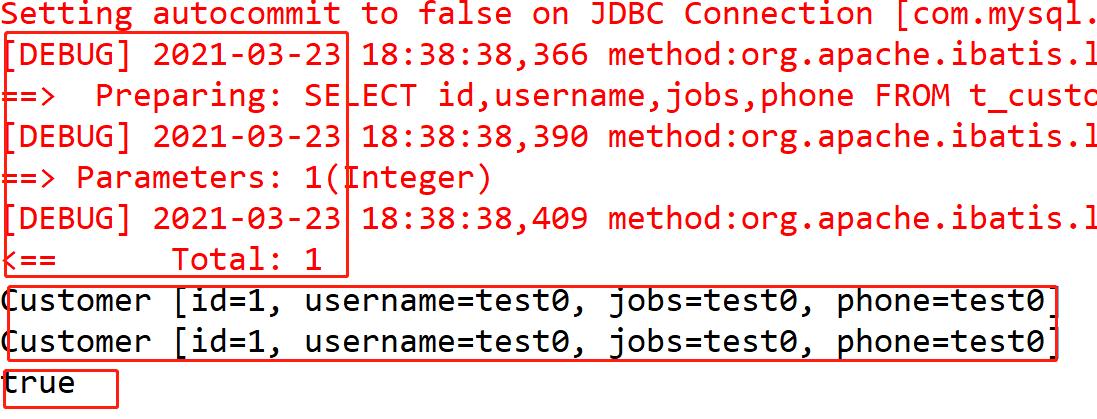 Setting autocommit to false on JDBC Connection [com.mysql.
[DEBUG] 2021-03-23 18:38:38,366 method:org.apache.ibatis.l
==>  Preparing: SELECT id,username,jobs,phone FROM t_custo
[DEBUG] 2021-03-23 18:38:38,390 method:org.apache.ibatis.l
==> Parameters: 1(Integer)
[DEBUG] 2021-03-23 18:38:38,409 method:org.apache.ibatis.l
<==      Total: 1
Customer [id=1, username=test0, jobs=test0, phone=test0]
Customer [id=1, username=test0, jobs=test0, phone=test0]
true